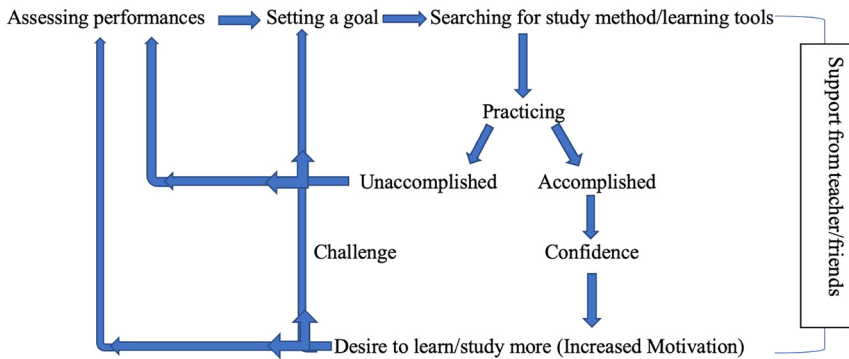 Assessing performances
Setting a goal
Searching for study method/learning tools
Practicing
Unaccomplished
Accomplished
Challenge
Confidence
Desire to learn/study more (Increased Motivation)
Support from teacher/friends